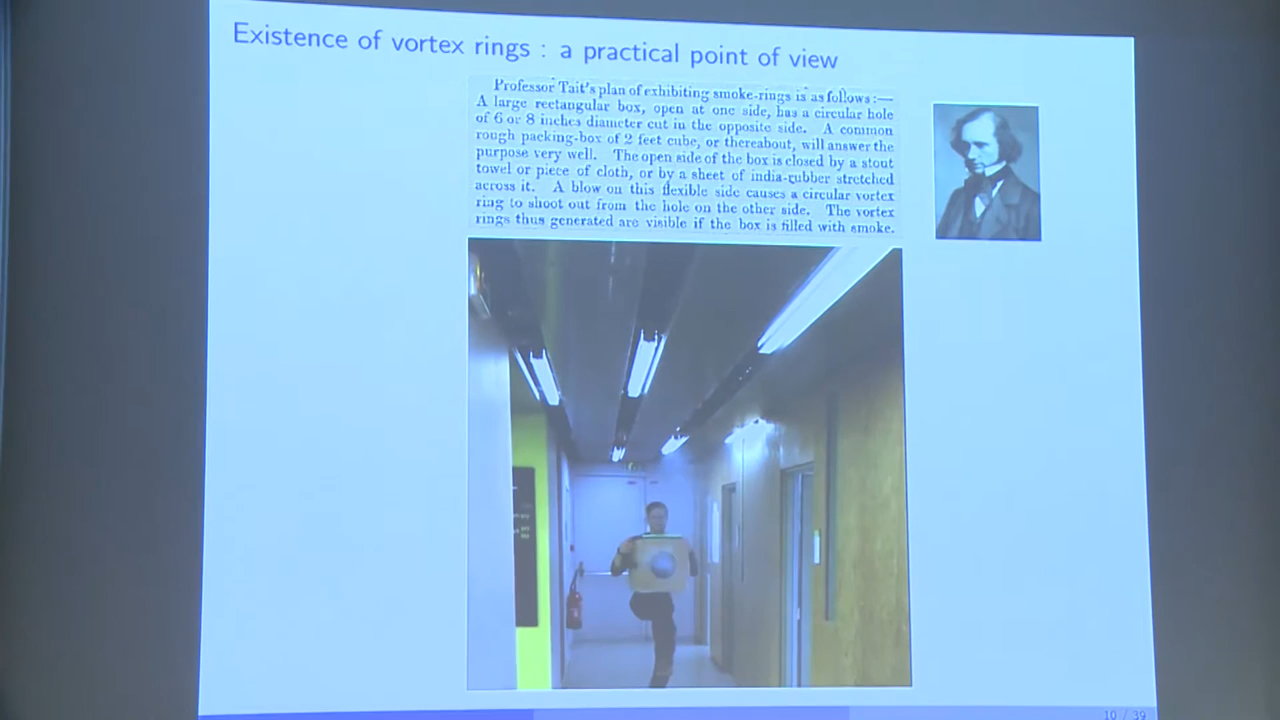 Existence of vortex rings : a practical point of view
Professor Tait's plan of exhibiting smoke-rings is as follows:—
A large rectangular box, open at one side, has a circular hole
of 6 or 8 inches diameter cut in the opposite side. A common
rough packing-box of 2 feet cube, or thereabout, will answer the
purpose very well. The open side of the box is closed by a stout
towel or piece of cloth, or by a sheet of india-rubber stretched
across it. A blow on this flexible side causes a circular vortex
ring to shoot out from the hole on the other side. The vortex
rings thus generated are visible if the box is filled with smoke.
10 / 39